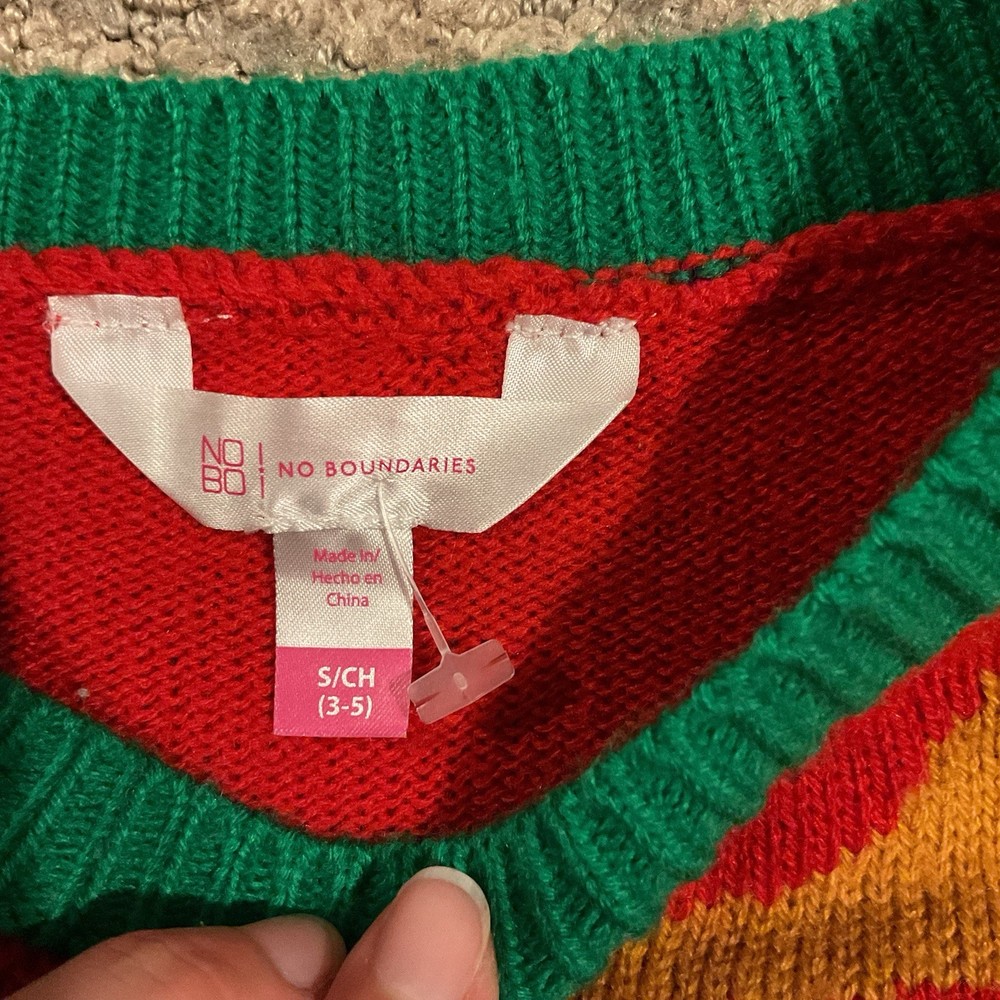 NO
BO
NO BOUNDARIES
Made in/
Hecho en
China
S/CH
(3-5)